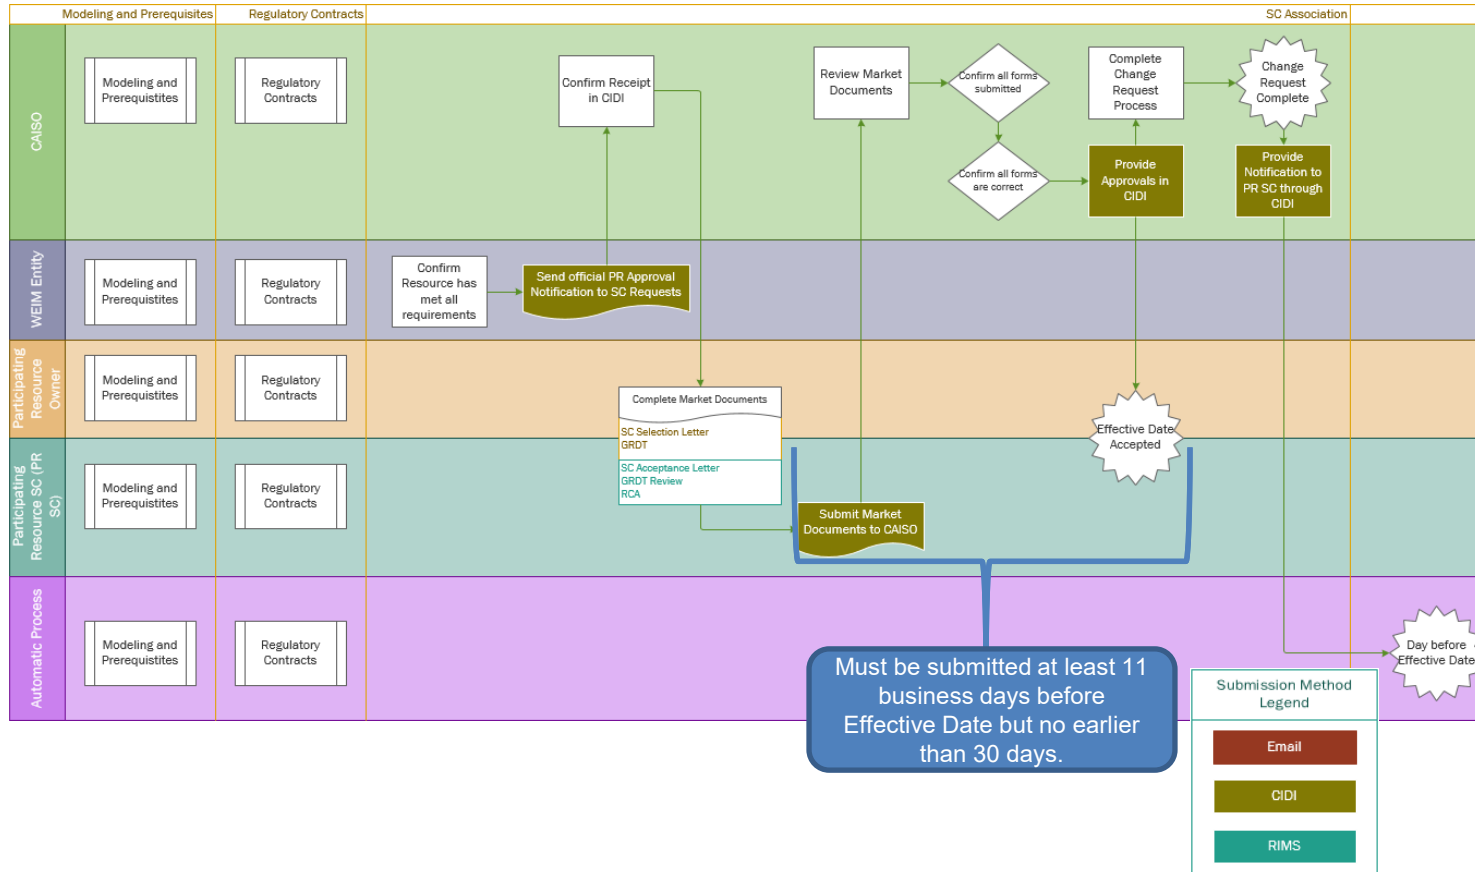 Modeling and Prerequisites
Regulatory Contracts
SC Association
CAISO
Modeling and
Prerequistites
Regulatory
Contracts
Confirm Receipt
in CIDI
Review Market
Documents
Confirm all forms
submitted
Complete
Change
Request
Process
Change
Request
Complete
Confirm all forms
are correct
Provide
Approvals in
CIDI
Provide
Notification to
PR SC through
CIDI
WEIM Entity
Modeling and
Prerequistites
Regulatory
Contracts
Confirm
Resource has
met all
requirements
Send official PR Approval
Notification to SC Requests
Participating
Resource
Owner
Modeling and
Prerequistites
Regulatory
Contracts
Complete Market Documents
SC Selection Letter
GRDT
SC Acceptance Letter
GRDT Review
RCA
Effective Date
Accepted
Participating
Resource SC (PR
SC)
Modeling and
Prerequistites
Regulatory
Contracts
Submit Market
Documents to CAISO
Automatic Process
Modeling and
Prerequistites
Regulatory
Contracts
Day before
Effective Date
Must be submitted at least 11
business days before
Effective Date but no earlier
than 30 days.
Submission Method
Legend
Email
CIDI
RIMS